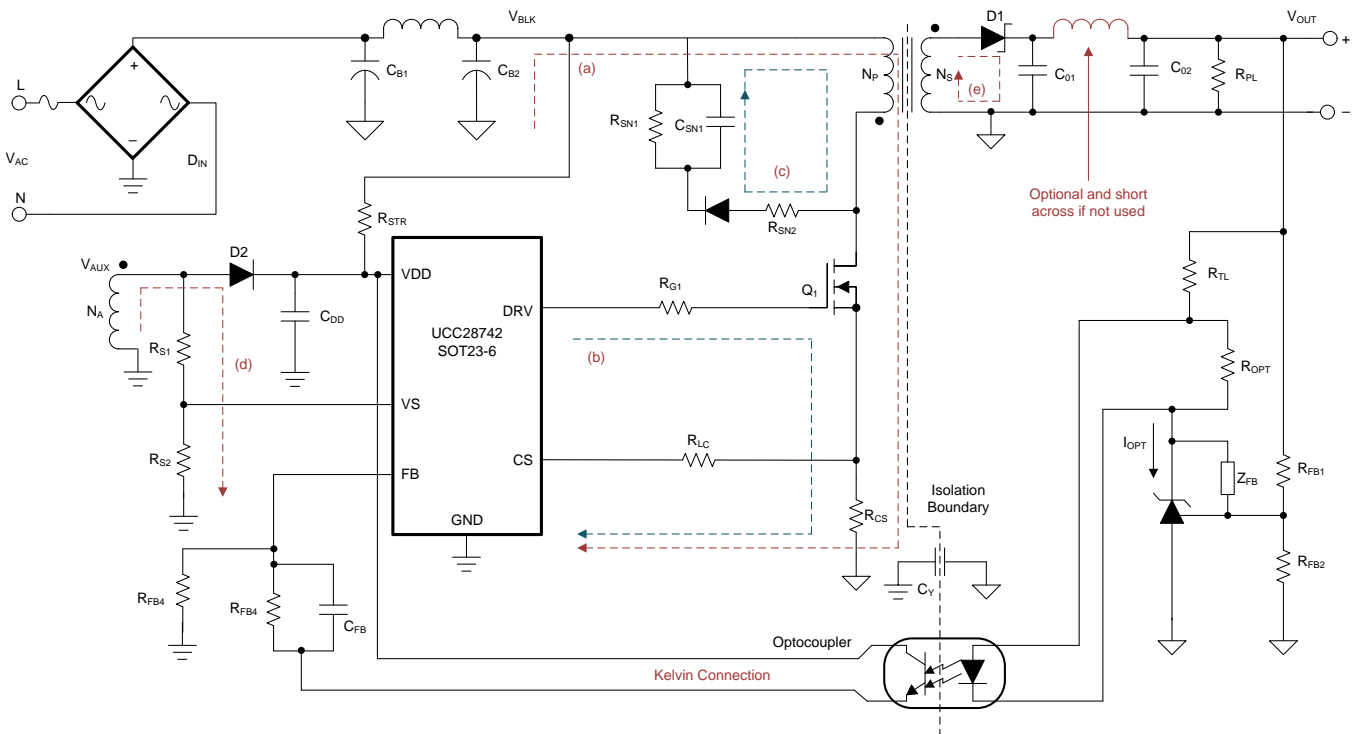 V_BLK
D1
V_OUT
+
L
+
−
V_AC
N
D_IN
C_B1
C_B2
(a)
N_P
N_S
(e)
C_01
C_02
R_PL
−
R_SN1
C_SN1
(c)
R_SN2
Optional and short
across if not used
R_STR
V_AUX
D2
N_A
C_DD
R_S1
(d)
R_S2
VDD
DRV
UCC28742
SOT23-6
VS
CS
FB
GND
R_G1
Q_1
(b)
R_LC
R_CS
R_TL
R_OPT
I_OPT
Z_FB
R_FB1
R_FB2
Isolation
Boundary
C_Y
R_FB4
R_FB4
C_FB
Optocoupler
Kelvin Connection